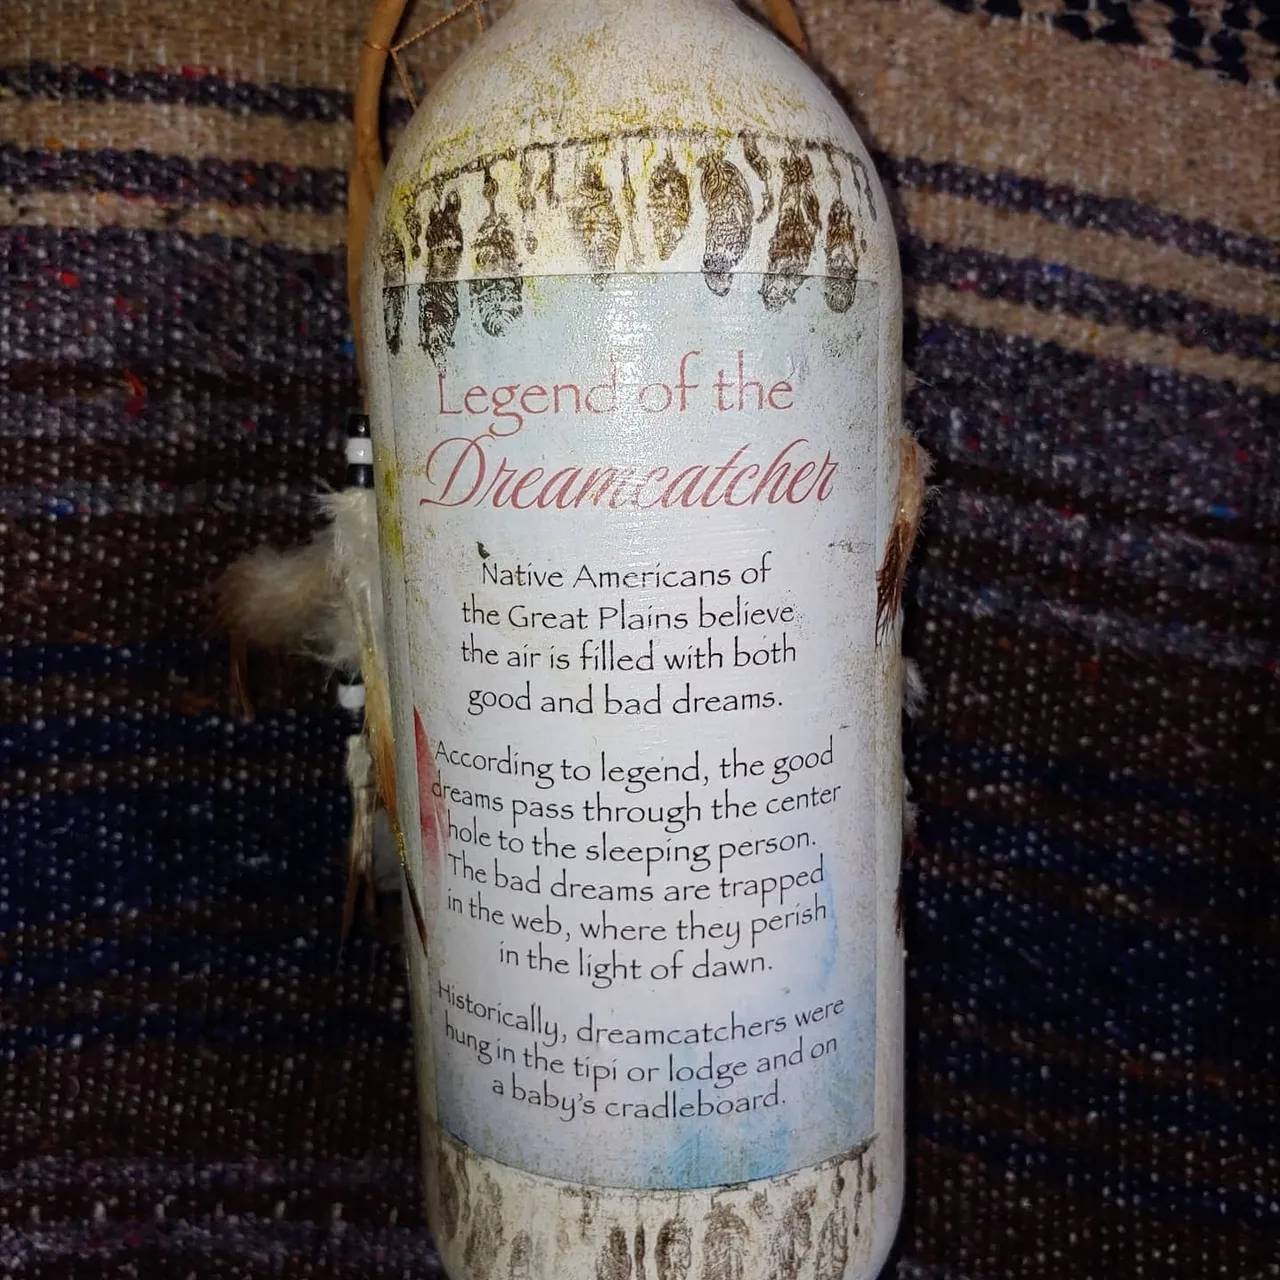 Legend of the
Dreamcatcher
Native Americans of
the Great Plains believe
the air is filled with both
good and bad dreams.
According to legend, the good
dreams pass through the center
hole to the sleeping person.
The bad dreams are trapped
in the web, where they perish
in the light of dawn.
Historically, dreamcatchers were
hung in the tipi or lodge and on
a baby's cradleboard.